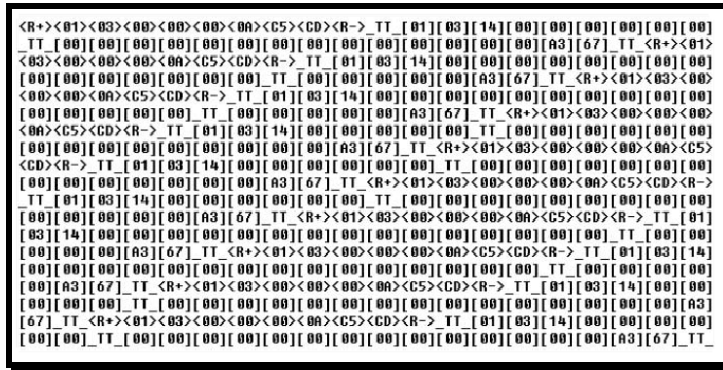 <R+><01><03><00><00><00><0A><C5><CD><R->_TT_[01][03][14][00][00][00][00][00][00]
_TT_[00][00][00][00][00][00][00][00][00][00][00][00][00][00][A3][67]_TT_<R+><01>
<03><00><00><00><0A><C5><CD><R->_TT_[01][03][14][00][00][00][00][00][00][00][00]
[00][00][00][00][00][00][00]_TT_[00][00][00][00][00][A3][67]_TT_<R+><01><03><00>
<00><00><0A><C5><CD><R->_TT_[01][03][14][00][00][00][00][00][00][00][00][00][00]
[00][00][00][00][00]_TT_[00][00][00][00][00][A3][67]_TT_<R+><01><03><00><00><00>
<0A><C5><CD><R->_TT_[01][03][14][00][00][00][00][00]_TT_[00][00][00][00][00][00]
[00][00][00][00][00][00][00][00][00][A3][67]_TT_<R+><01><03><00><00><00><0A><C5>
<CD><R->_TT_[01][03][14][00][00][00][00][00][00]_TT_[00][00][00][00][00][00][00]
[00][00][00][00][00][00][00][A3][67]_TT_<R+><01><03><00><00><00><0A><C5><CD><R->
_TT_[01][03][14][00][00][00][00][00][00]_TT_[00][00][00][00][00][00][00][00][00]
[00][00][00][00][00][A3][67]_TT_<R+><01><03><00><00><00><0A><C5><CD><R->_TT_[01]
[03][14][00][00][00][00][00][00][00][00][00][00][00][00][00][00][00]_TT_[00][00]
[00][00][00][A3][67]_TT_<R+><01><03><00><00><00><0A><C5><CD><R->_TT_[01][03][14]
[00][00][00][00][00][00][00][00][00][00][00][00][00][00][00]_TT_[00][00][00][00]
[00][A3][67]_TT_<R+><01><03><00><00><00><0A><C5><CD><R->_TT_[01][03][14][00][00]
[00][00][00]_TT_[00][00][00][00][00][00][00][00][00][00][00][00][00][00][00][A3]
[67]_TT_<R+><01><03><00><00><00><0A><C5><CD><R->_TT_[01][03][14][00][00][00][00]
[00][00]_TT_[00][00][00][00][00][00][00][00][00][00][00][00][00][00][A3][67]_TT_